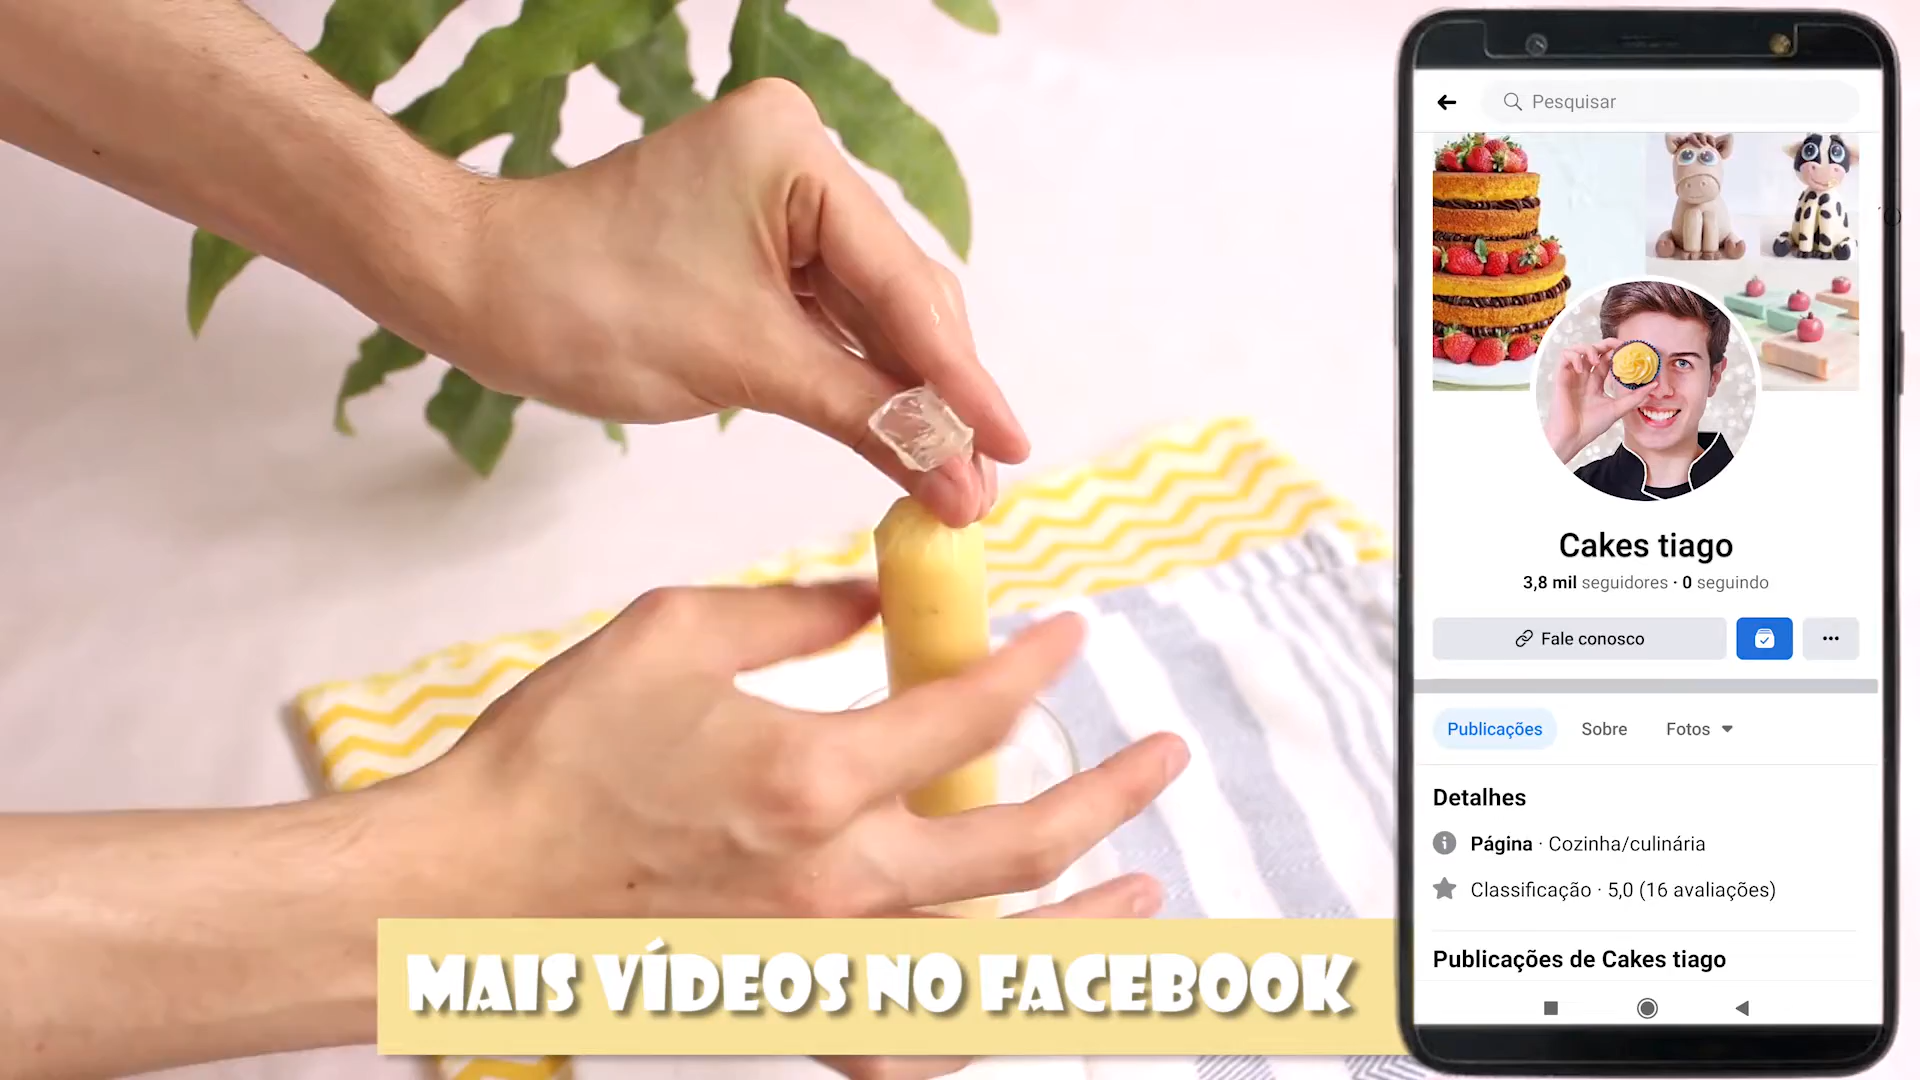 Pesquisar
Cakes tiago
3,8 mil seguidores · 0 seguindo
Fale conosco
Publicações
Sobre
Fotos
Detalhes
Página · Cozinha/culinária
Classificação · 5,0 (16 avaliações)
Publicações de Cakes tiago
MAIS VÍDEOS NO FACEBOOK